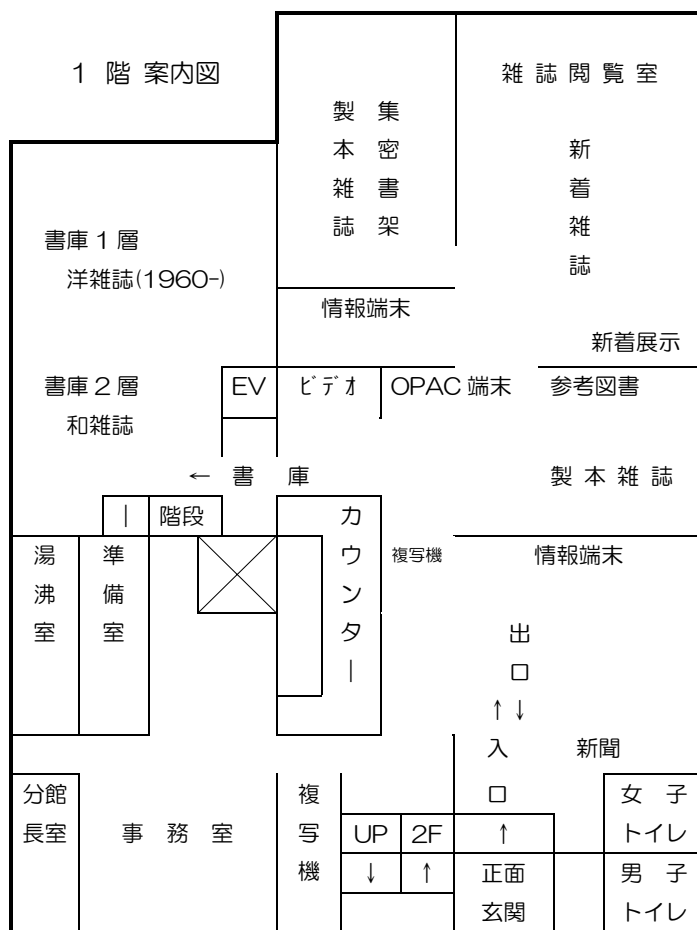 1 階 案内図
雑 誌 閲 覧 室
製本雑誌
集密書架
新着雑誌
書庫 1 層
洋雑誌(1960-)
情報端末
新着展示
書庫 2 層
和雑誌
EV
ビデオ
OPAC 端末
参考図書
← 書 庫
製 本 雑 誌
|
階段
カウンター
複写機
情報端末
湯沸室
準備室
出口
↑ ↓
入口
新聞
分館
長室
事 務 室
複写機
UP
2F
↑
女 子
トイレ
↓
↑
正面
玄関
男 子
トイレ